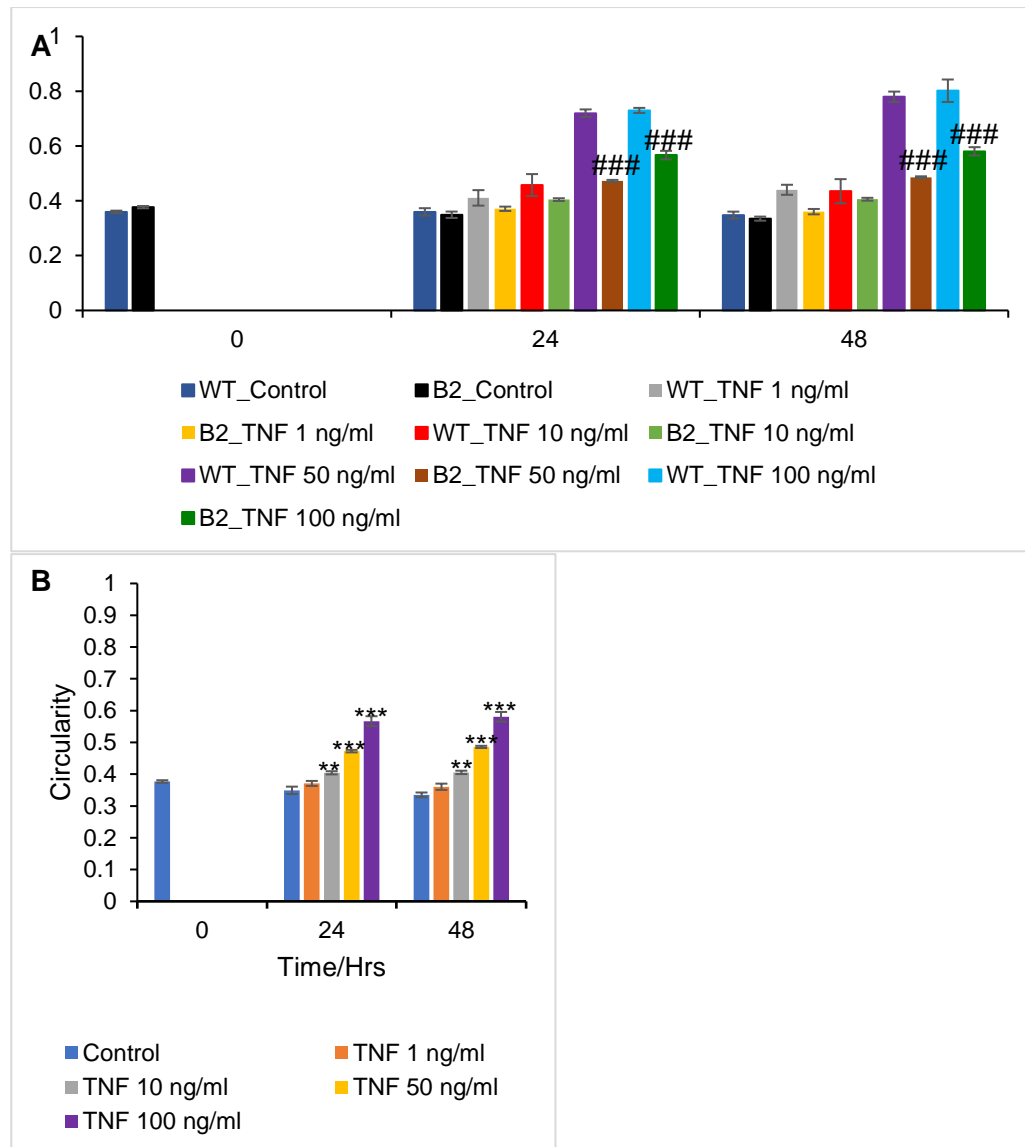 A
1
0.8
0.6
0.4
0.2
0
### ###
### ###
0 24 48
WT_Control B2_Control WT_TNF 1 ng/ml
B2_TNF 1 ng/ml WT_TNF 10 ng/ml B2_TNF 10 ng/ml
WT_TNF 50 ng/ml B2_TNF 50 ng/ml WT_TNF 100 ng/ml
B2_TNF 100 ng/ml
B
Circularity
1
0.9
0.8
0.7
0.6
0.5
0.4
0.3
0.2
0.1
0
** *** ***
** *** ***
0 24 48
Time/Hrs
Control TNF 1 ng/ml
TNF 10 ng/ml TNF 50 ng/ml
TNF 100 ng/ml